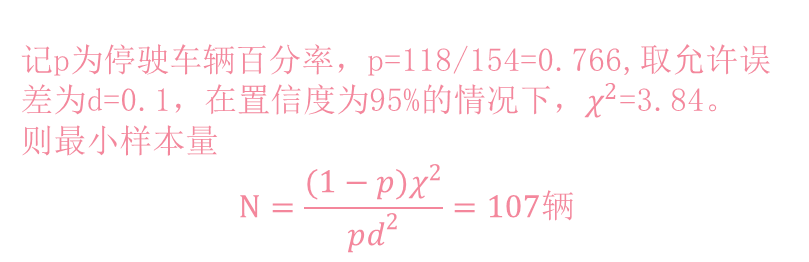 记p为停驶车辆百分率，p=118/154=0.766,取允许误
差为d=0.1，在置信度为95%的情况下，χ²=3.84。
则最小样本量
N = (1 − p)χ² / pd² = 107辆